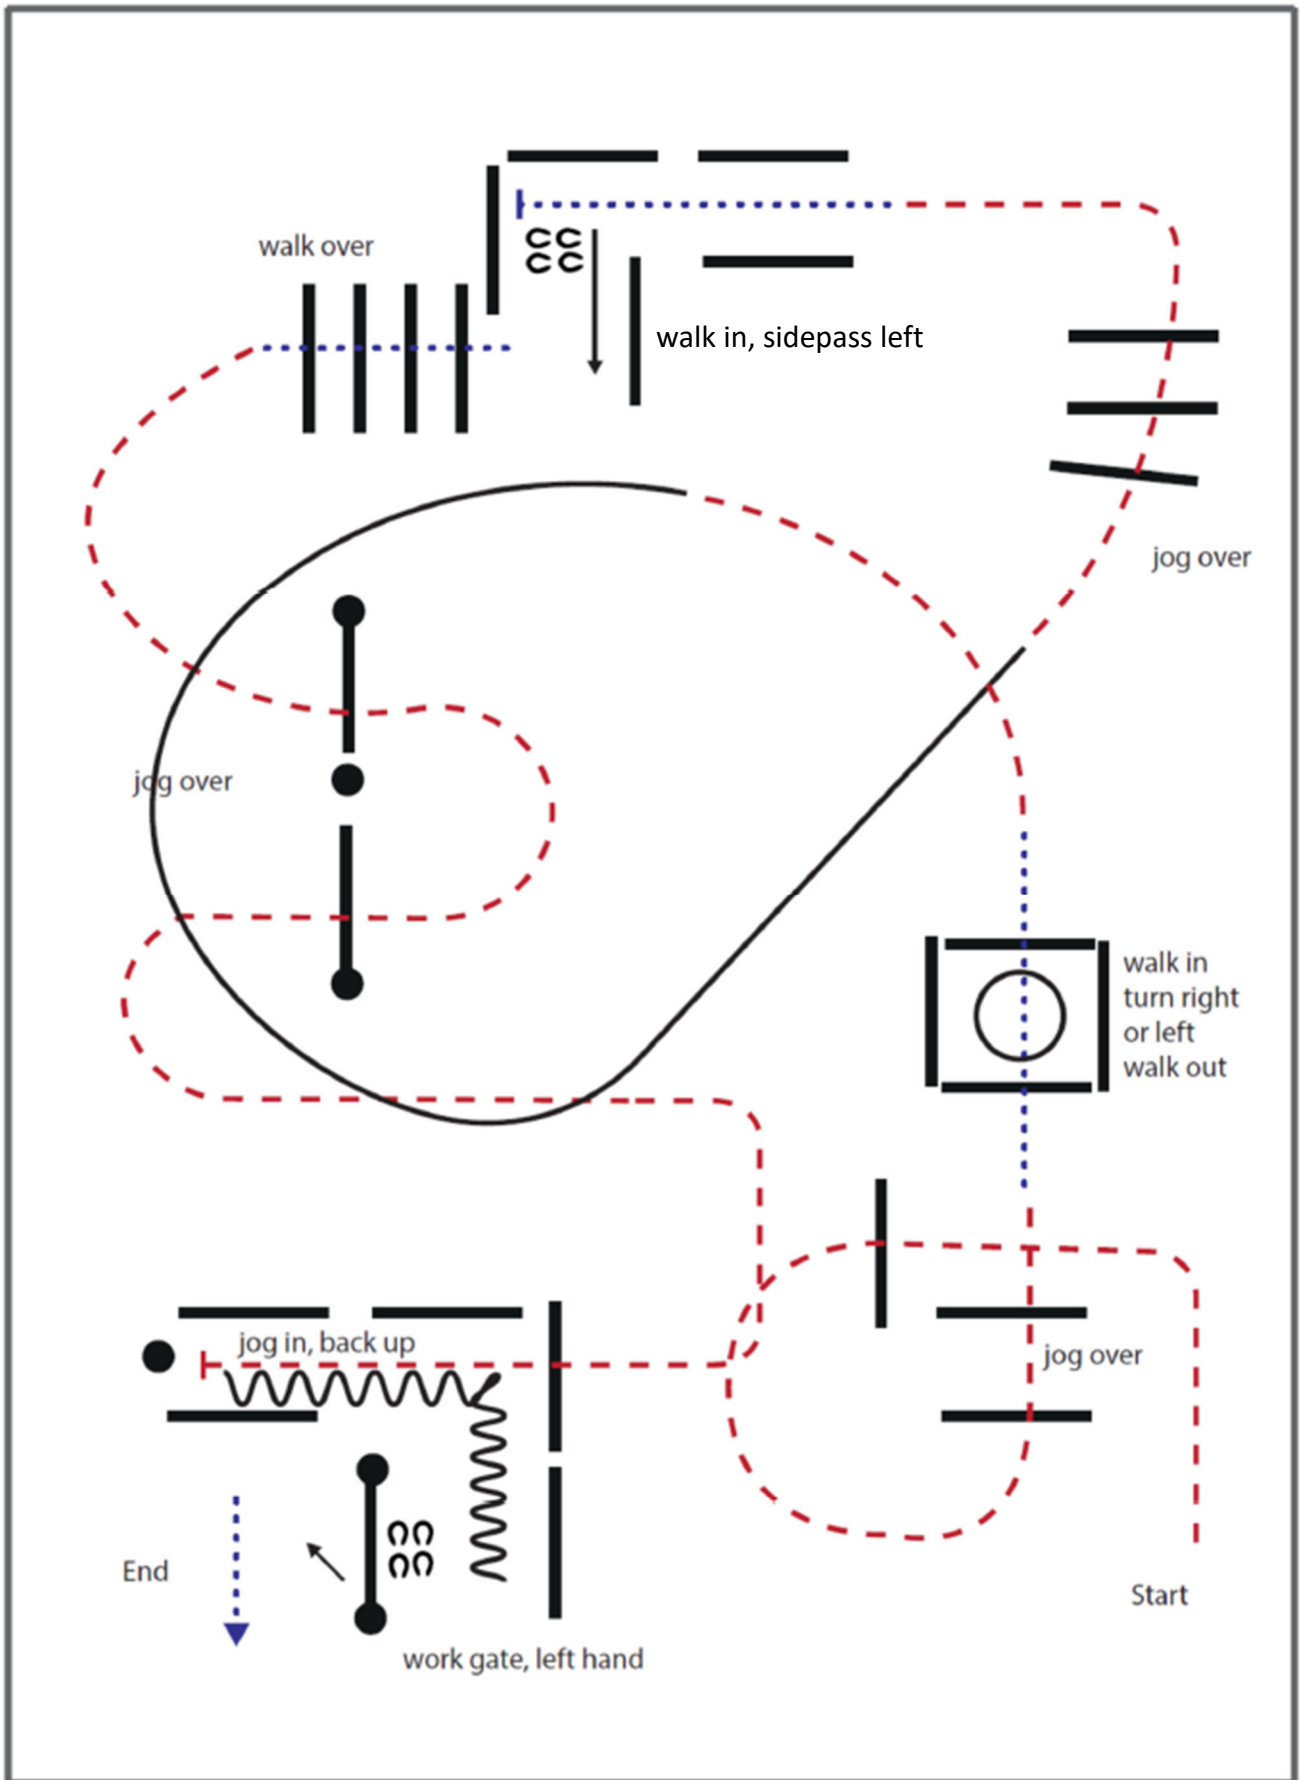 walk over
walk in, sidepass left
jog over
jog over
walk in
turn right
or left
walk out
jog in, back up
jog over
End
Start
work gate, left hand